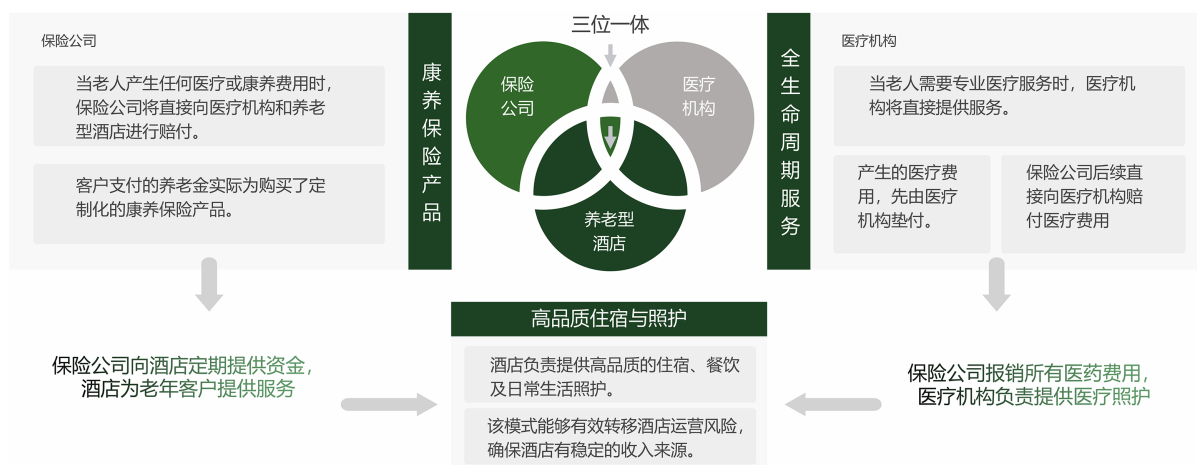 保险公司
当老人产生任何医疗或康养费用时，
保险公司将直接向医疗机构和养老
型酒店进行赔付。
客户支付的养老金实际为购买了定
制化的康养保险产品。
康养保险产品
三位一体
保险
公司
医疗
机构
养老型
酒店
全生命周期服务
医疗机构
当老人需要专业医疗服务时，医疗机
构将直接提供服务。
产生的医疗费
用，先由医疗
机构垫付。
保险公司后续直
接向医疗机构赔
付医疗费用
保险公司向酒店定期提供资金，
酒店为老年客户提供服务
高品质住宿与照护
酒店负责提供高品质的住宿、餐饮
及日常生活照护。
该模式能够有效转移酒店运营风险，
确保酒店有稳定的收入来源。
保险公司报销所有医药费用，
医疗机构负责提供医疗照护